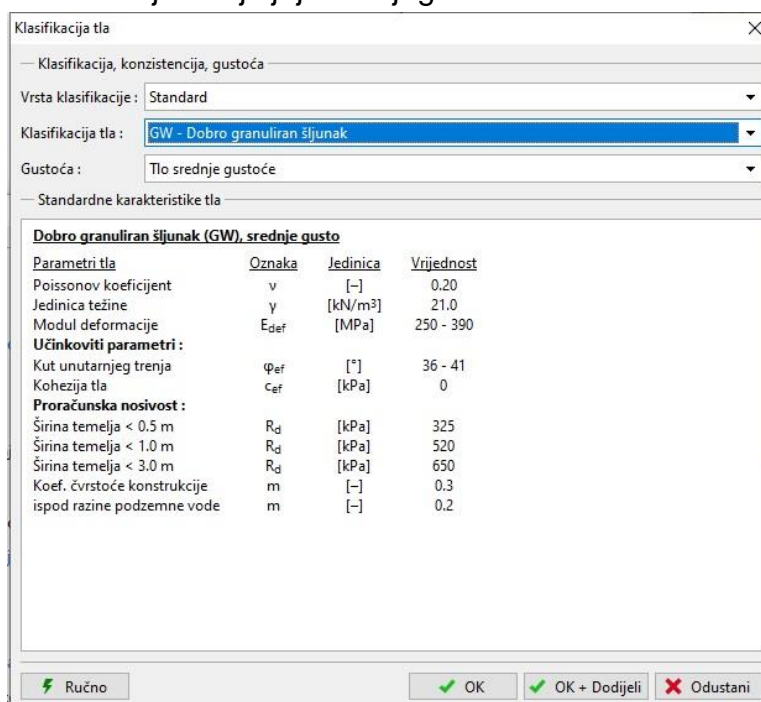 Klasifikacija tla
Klasifikacija, konzistencija, gustoća
Vrsta klasifikacije : Standard
Klasifikacija tla : GW - Dobro granuliran šljunak
Gustoća : Tlo srednje gustoće
Standardne karakteristike tla
Dobro granuliran šljunak (GW), srednje gusto
Parametri tla Oznaka Jedinica Vrijednost
Poissonov koeficijent ν [–] 0.20
Jedinica težine γ [kN/m³] 21.0
Modul deformacije Edef [MPa] 250 - 390
Učinkoviti parametri :
Kut unutarnjeg trenja φef [°] 36 - 41
Kohezija tla cef [kPa] 0
Proračunska nosivost :
Širina temelja < 0.5 m Rd [kPa] 325
Širina temelja < 1.0 m Rd [kPa] 520
Širina temelja < 3.0 m Rd [kPa] 650
Koef. čvrstoće konstrukcije m [–] 0.3
ispod razine podzemne vode m [–] 0.2
Ručno OK OK + Dodijeli Odustani